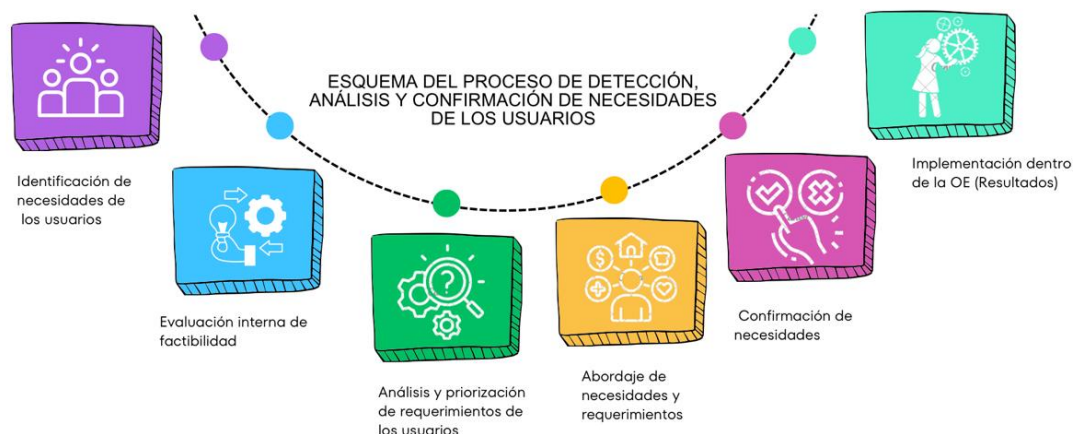 ESQUEMA DEL PROCESO DE DETECCIÓN,
ANÁLISIS Y CONFIRMACIÓN DE NECESIDADES
DE LOS USUARIOS
Identificación de
necesidades de
los usuarios
Evaluación interna de
factibilidad
Análisis y priorización
de requerimientos de
los usuarios
Abordaje de
necesidades y
requerimientos
Confirmación de
necesidades
Implementación dentro
de la OE (Resultados)